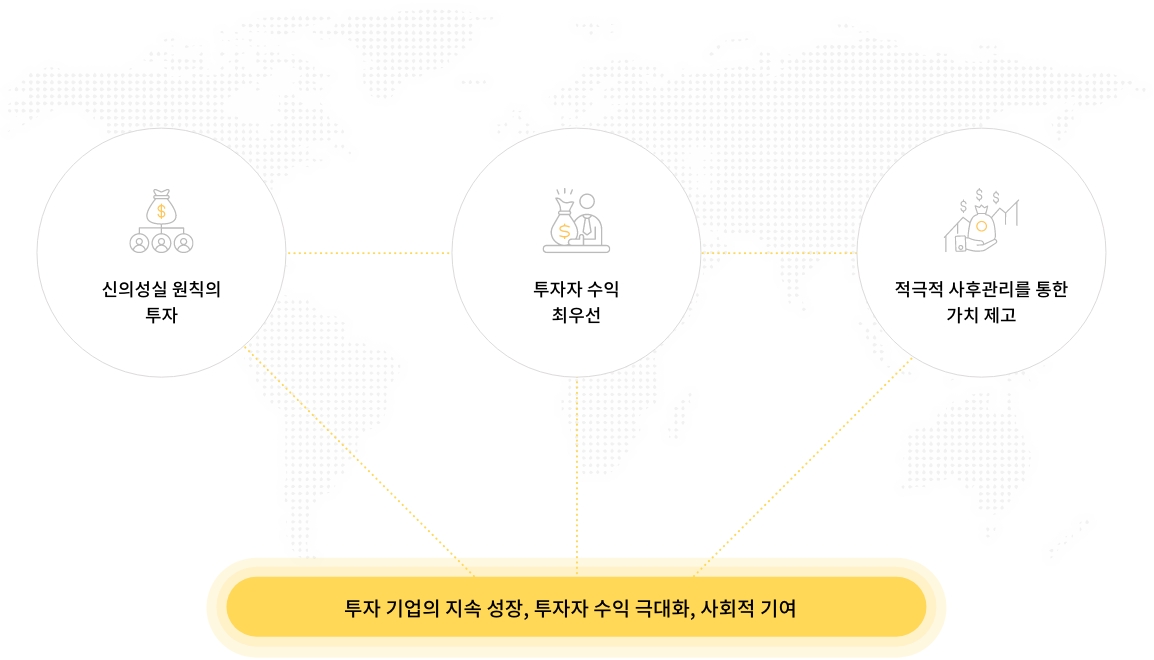 신의성실 원칙의
투자
투자자 수익
최우선
적극적 사후관리를 통한
가치 제고
투자 기업의 지속 성장, 투자자 수익 극대화, 사회적 기여